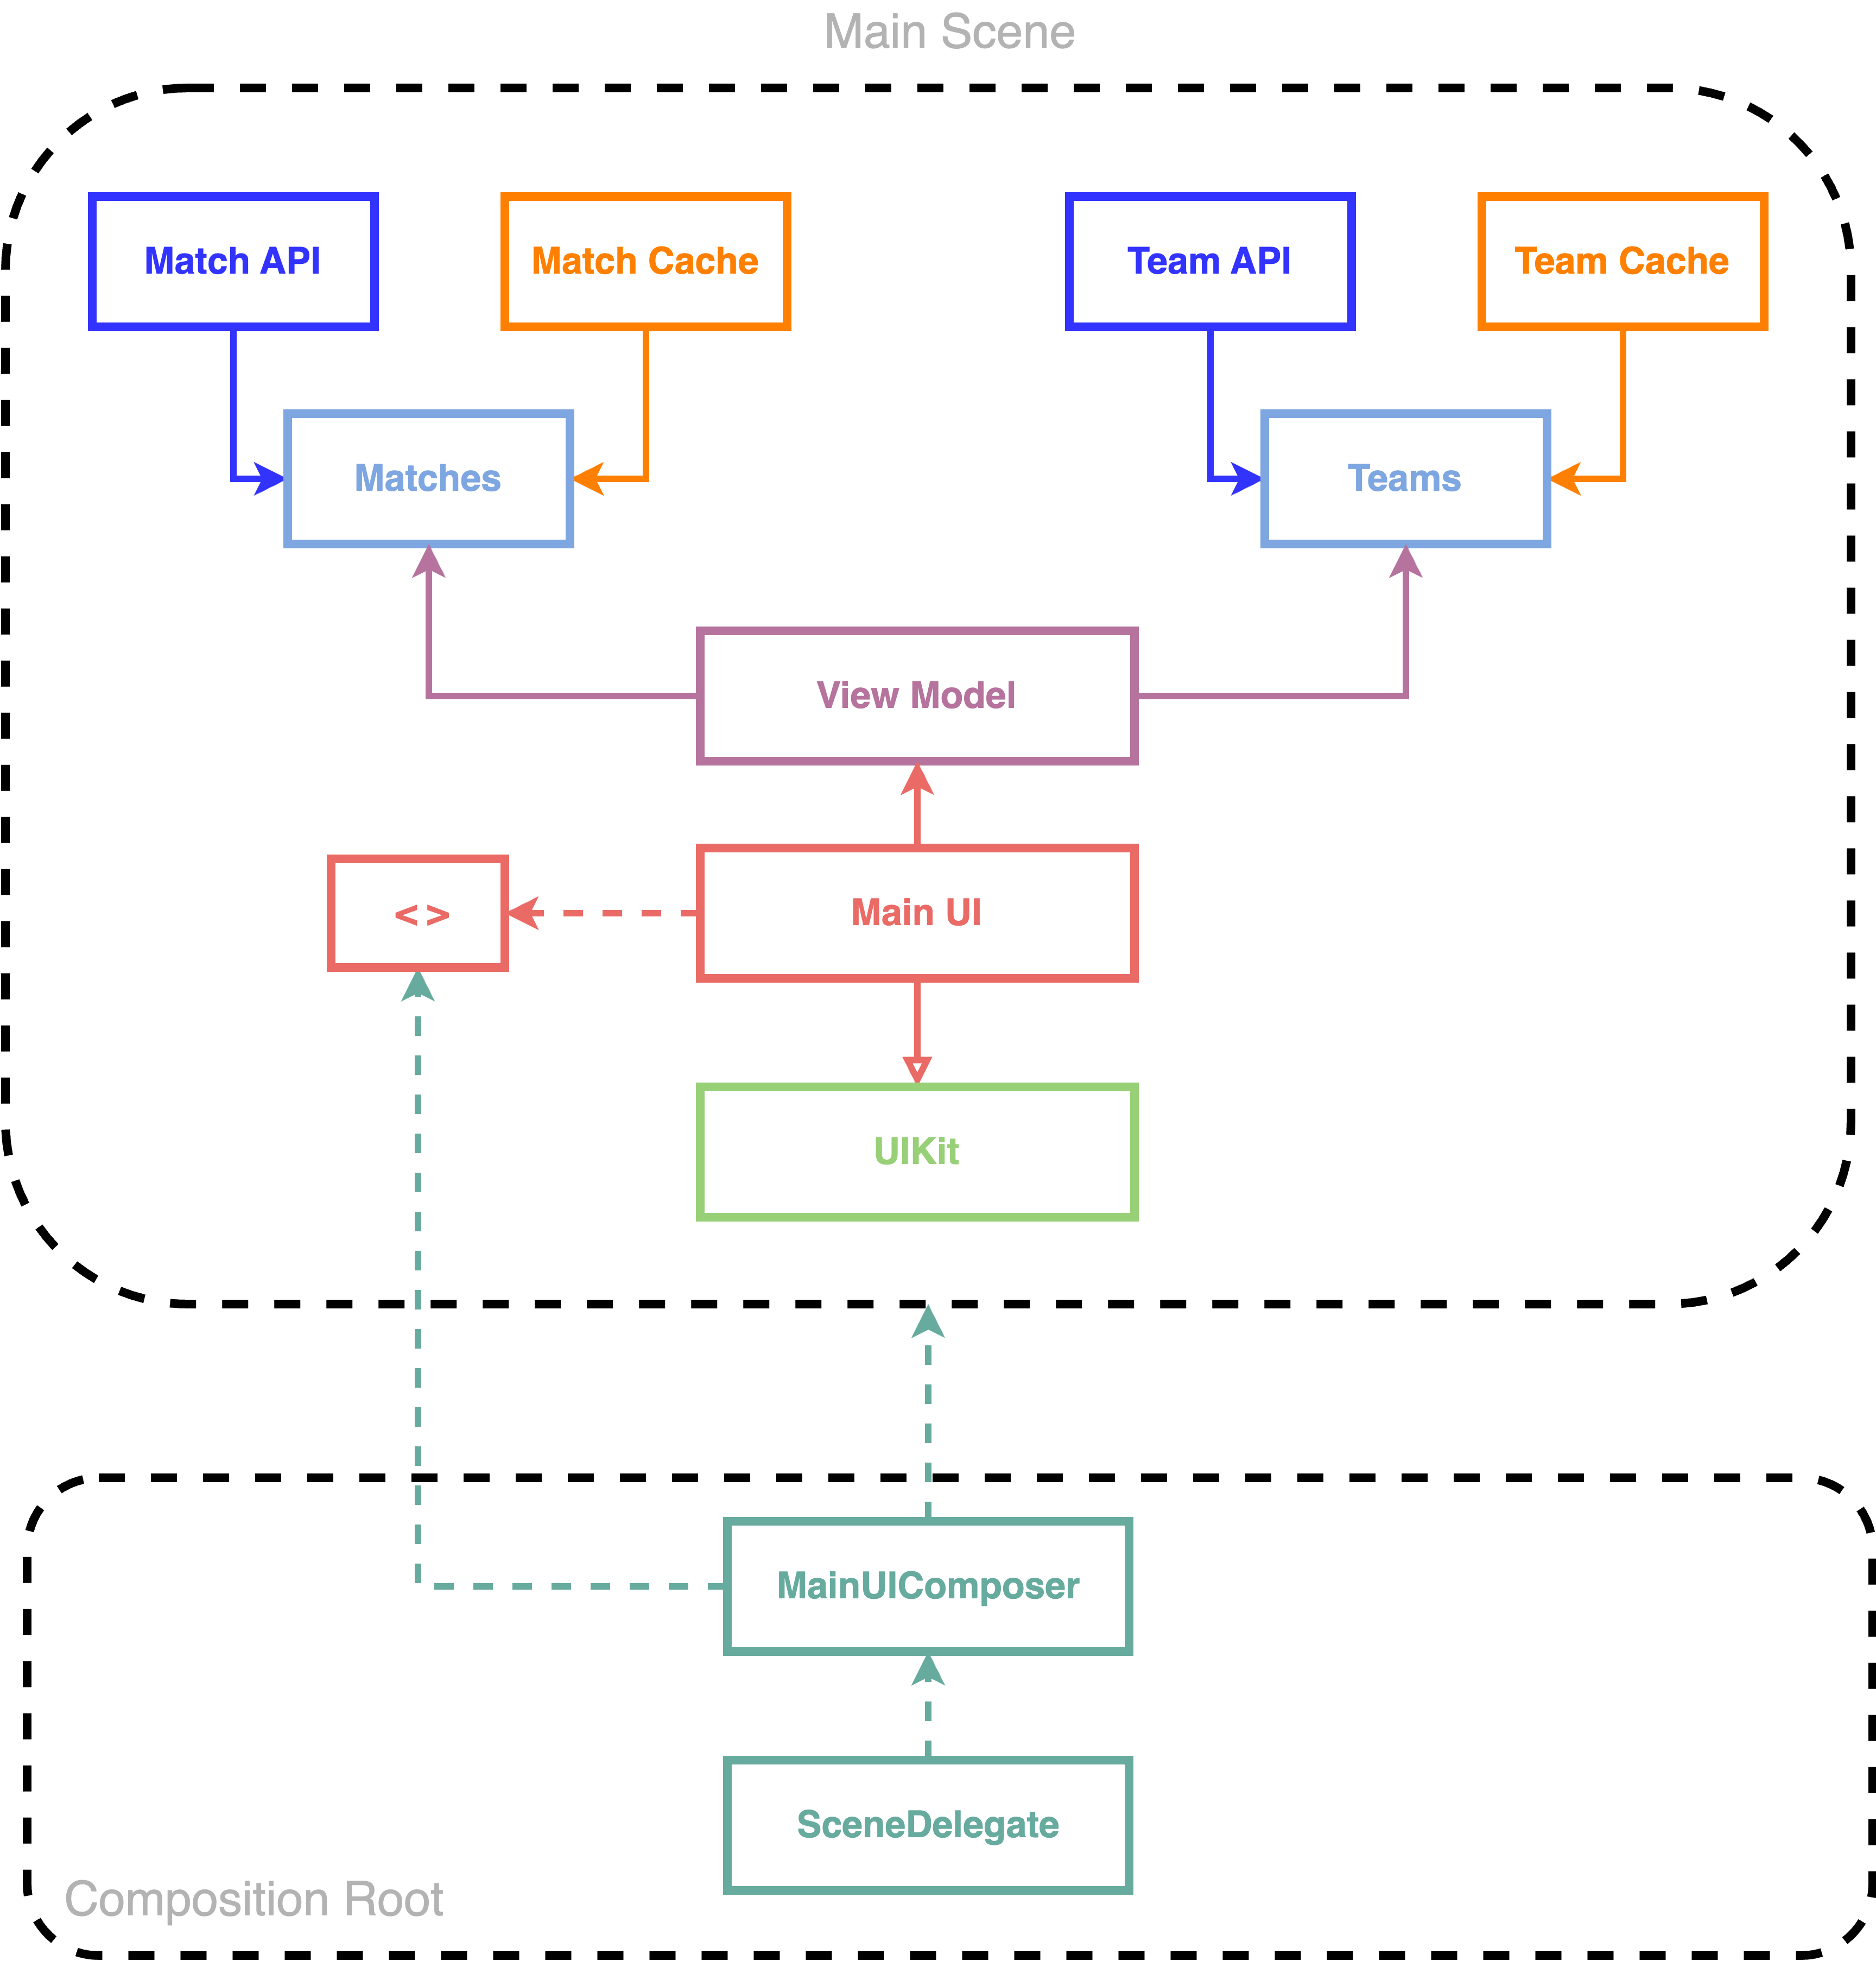 Main Scene
Match API
Match Cache
Team API
Team Cache
Matches
Teams
View Model
<>
Main UI
UIKit
MainUIComposer
SceneDelegate
Composition Root